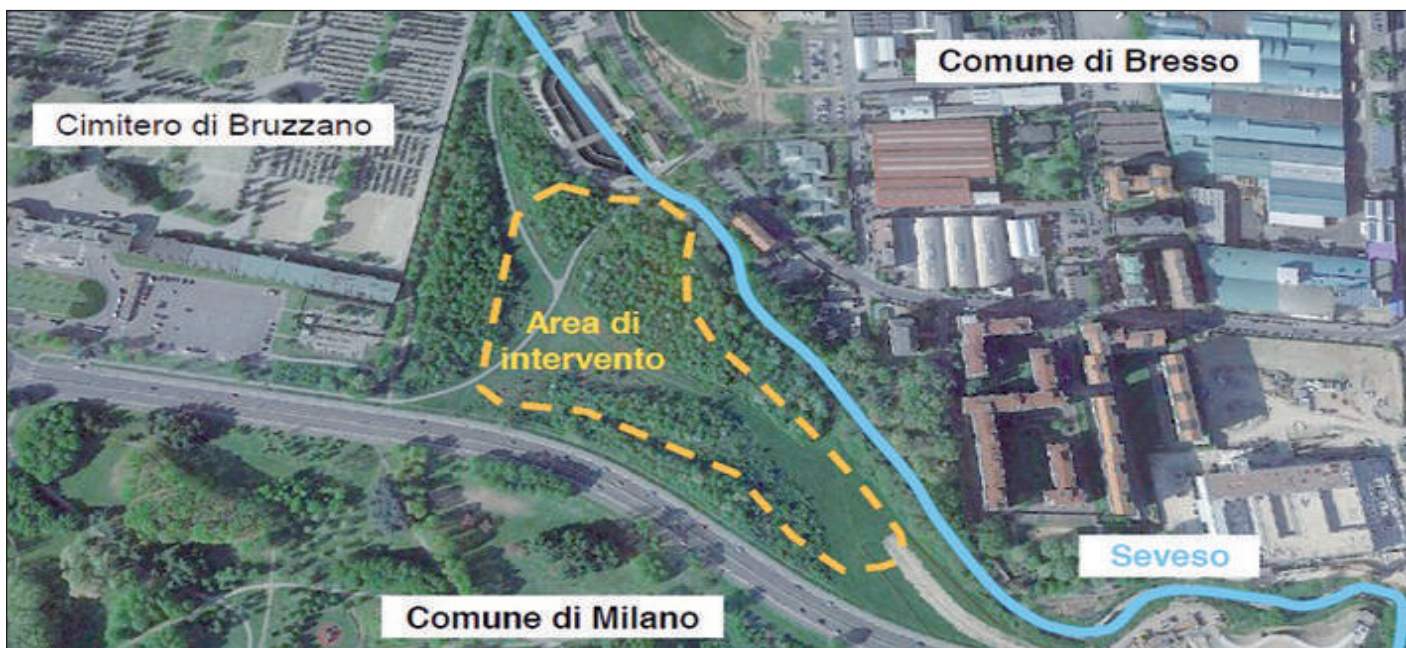 Comune di Bresso
Cimitero di Bruzzano
Area di
intervento
Seveso
Comune di Milano